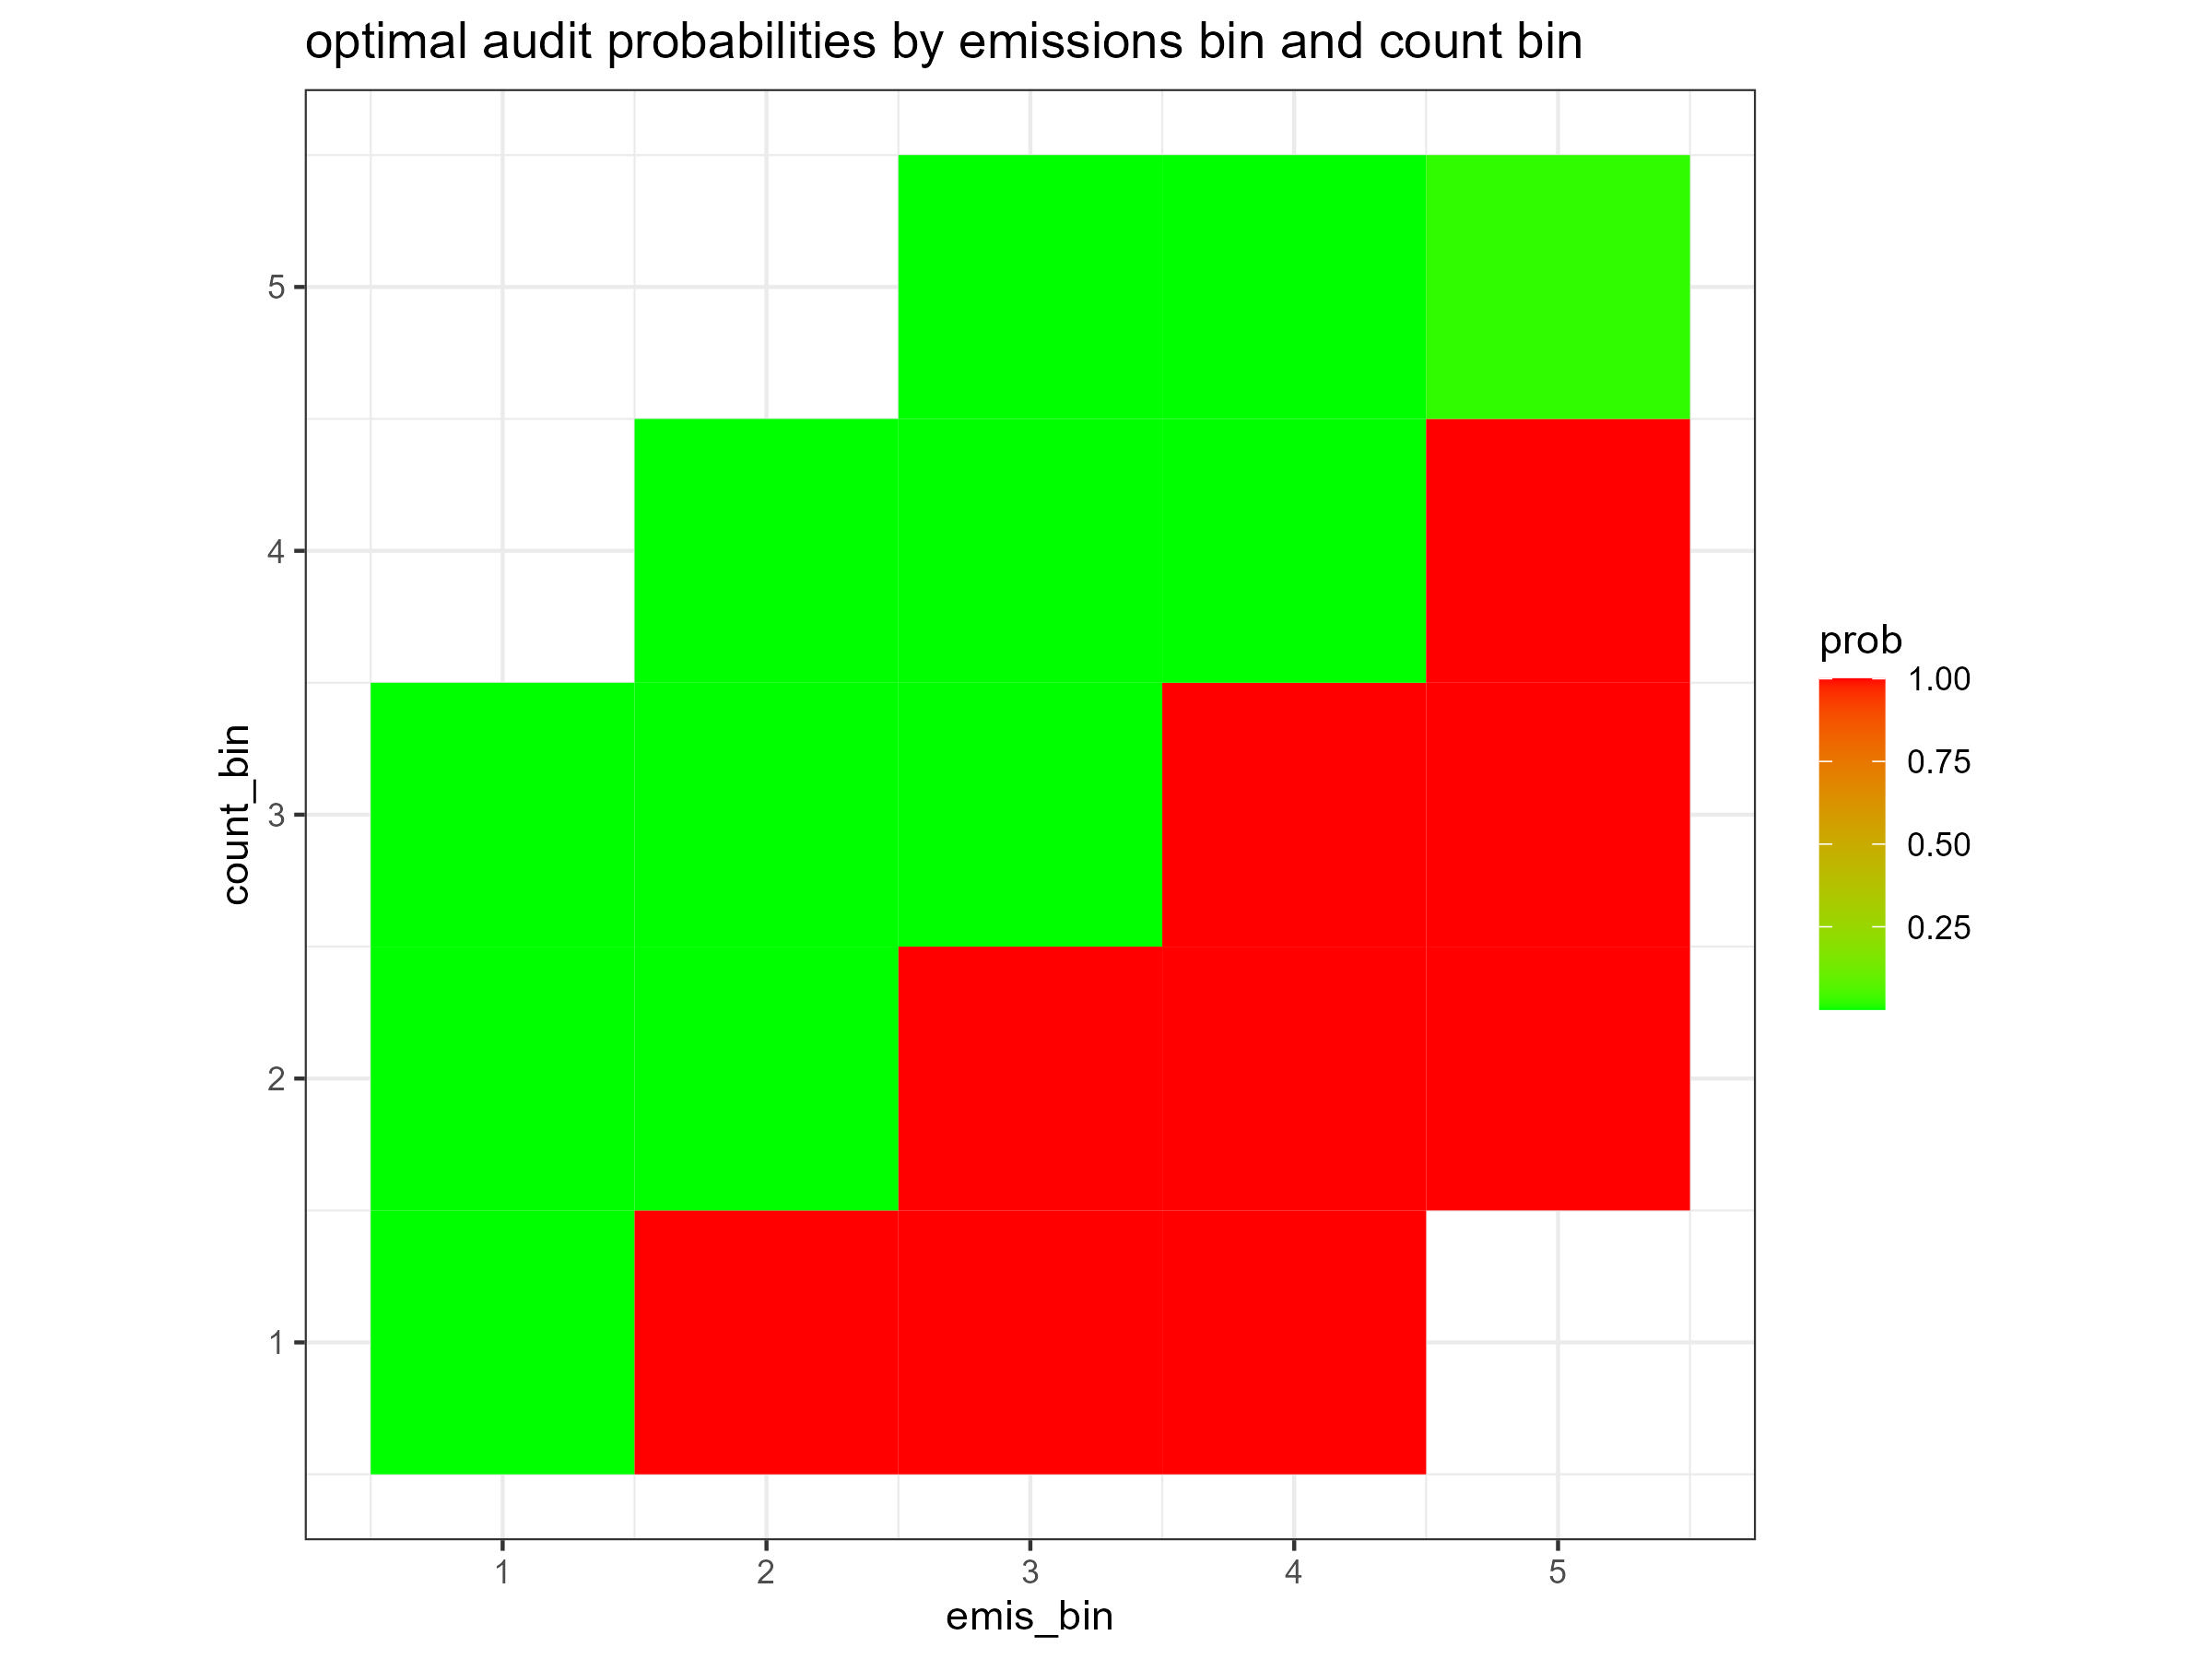 optimal audit probabilities by emissions bin and count bin
5
4
3
2
1
count_bin
1 2 3 4 5
emis_bin
prob
1.00
0.75
0.50
0.25